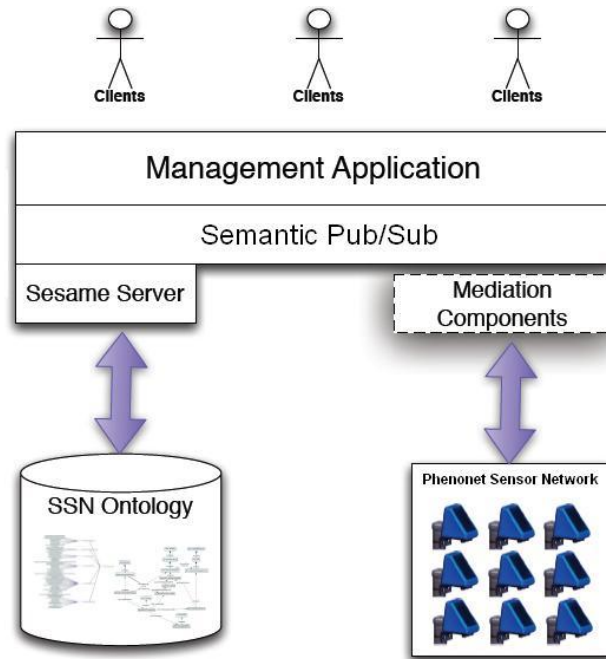 Clients
Clients
Clients
Management Application
Semantic Pub/Sub
Sesame Server
Mediation
Components
SSN Ontology
Phenonet Sensor Network